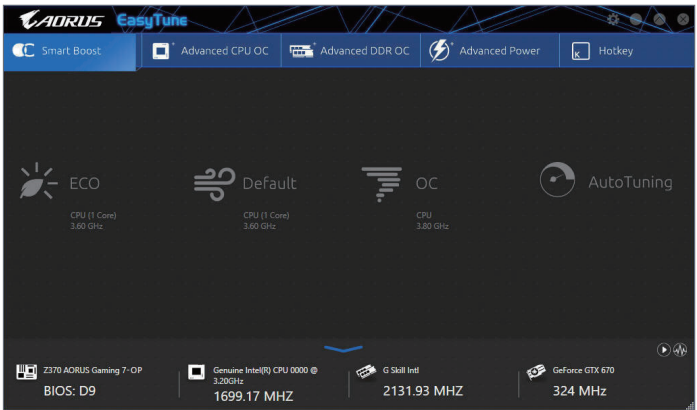 AORUS EasyTune
Smart Boost
Advanced CPU OC
Advanced DDR OC
Advanced Power
K
Hotkey
ECO
CPU (1 Core)
3.60 GHz
Default
CPU (1 Core)
3.60 GHz
OC
CPU
3.80 GHz
AutoTuning
Z370 AORUS Gaming 7-OP
BIOS: D9
Genuine Intel(R) CPU 0000 @
3.20GHz
1699.17 MHZ
G Skill Intl
2131.93 MHZ
GeForce GTX 670
324 MHz